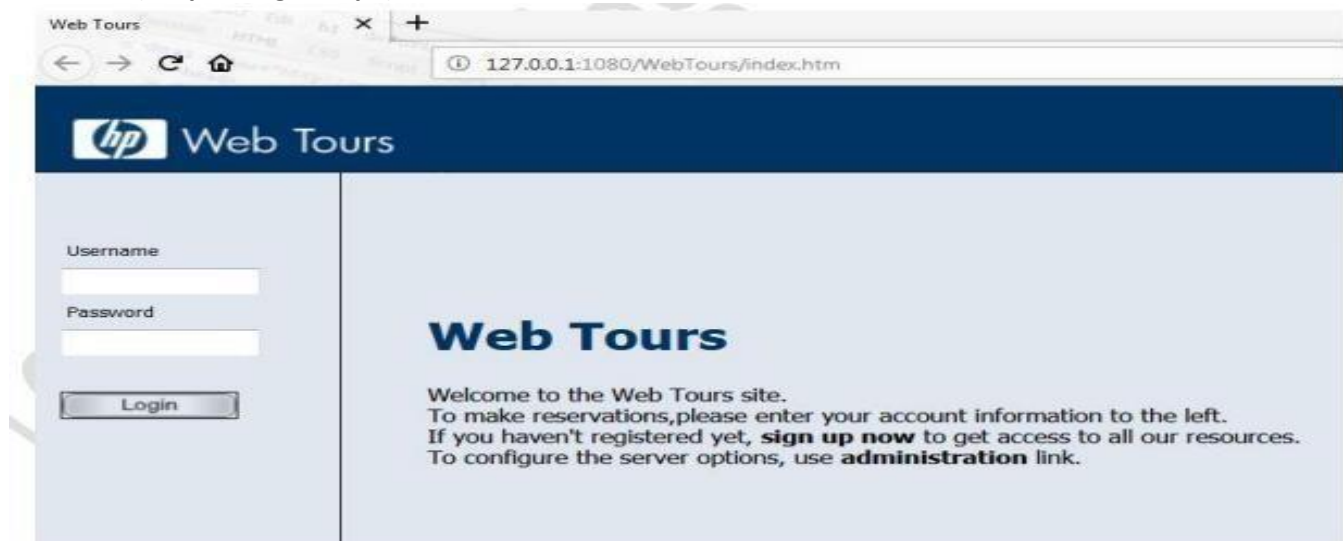 Web Tours
127.0.0.1:1080/WebTours/index.htm
hp Web Tours
Username
Password
Login
Web Tours
Welcome to the Web Tours site.
To make reservations,please enter your account information to the left.
If you haven't registered yet, sign up now to get access to all our resources.
To configure the server options, use administration link.